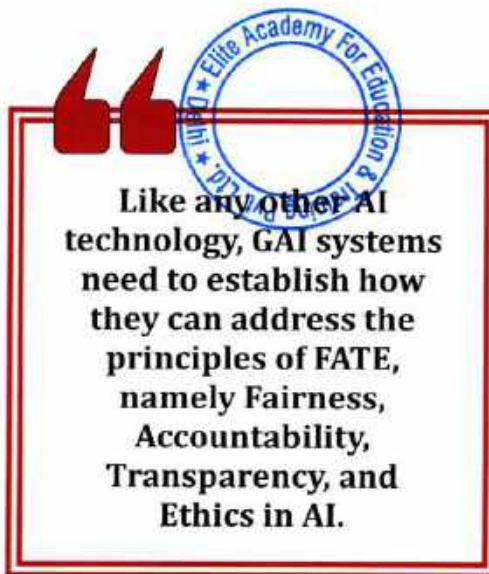 ★ Elite Academy For Education & Training Pvt. Ltd. ★ Delhi
Like any other AI
technology, GAI systems
need to establish how
they can address the
principles of FATE,
namely Fairness,
Accountability,
Transparency, and
Ethics in AI.